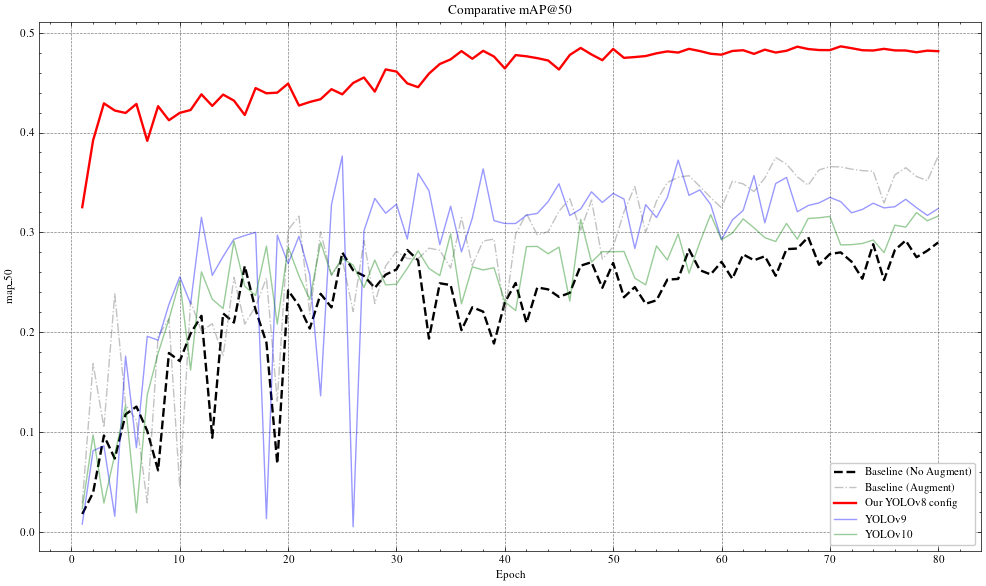 Comparative mAP@50
0.5
0.4
0.3
0.2
0.1
0.0
map_50
0 10 20 30 40 50 60 70 80
Epoch
Baseline (No Augment)
Baseline (Augment)
Our YOLOv8 config
YOLOv9
YOLOv10